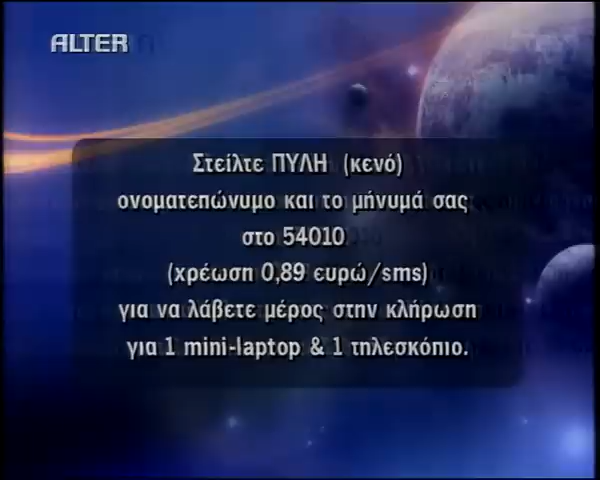 ALTER
Στείλτε ΠΥΛΗ (κενό)
ονοματεπώνυμο και το μήνυμά σας
στο 54010
(χρέωση 0,89 ευρώ/sms)
για να λάβετε μέρος στην κλήρωση
για 1 mini-laptop & 1 τηλεσκόπιο.